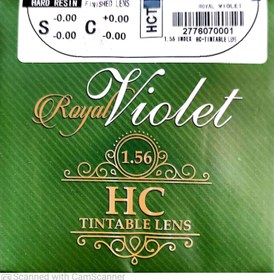 HARD RESIN FINISHED LENS
S -0.00 -0.00
C +0.00 -0.00
HCT
ROYAL VIOLET
2776070001
1.56 INDEX HC-TINTABLE LENS
Royal Violet
1.56
HC
TINTABLE LENS
Scanned with CamScanner